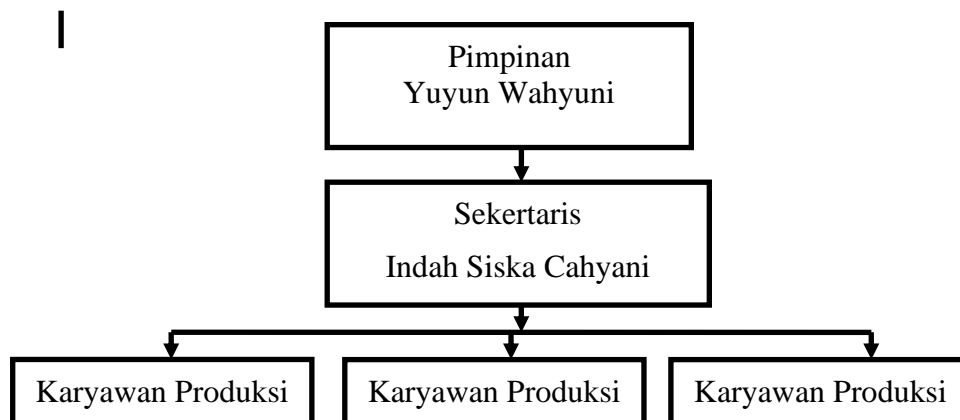 Pimpinan
Yuyun Wahyuni
Sekertaris
Indah Siska Cahyani
Karyawan Produksi
Karyawan Produksi
Karyawan Produksi